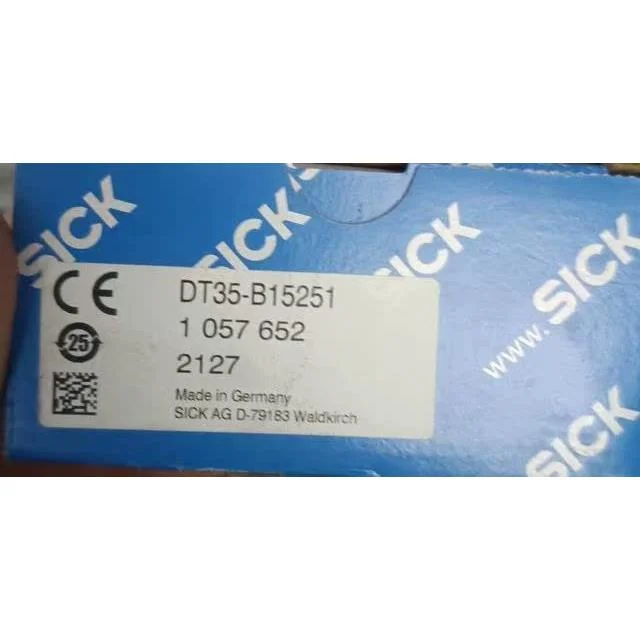 SICK
SICK
SICK
www.SICK
SICK
CE
25
DT35-B15251
1 057 652
2127
Made in Germany
SICK AG D-79183 Waldkirch